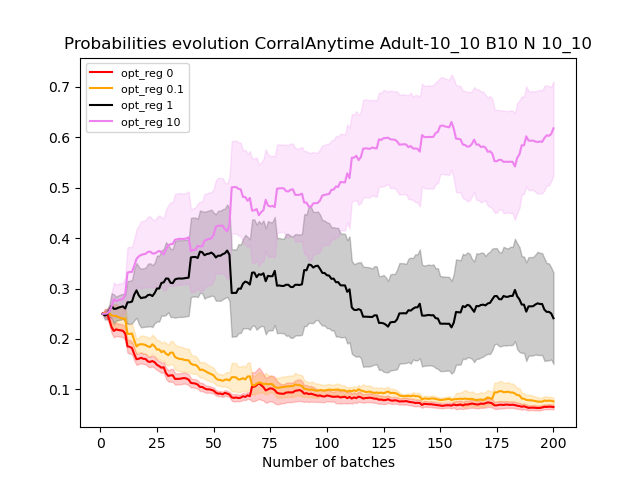 Probabilities evolution CorralAnytime Adult-10_10 B10 N 10_10
opt_reg 0
opt_reg 0.1
opt_reg 1
opt_reg 10
0.7
0.6
0.5
0.4
0.3
0.2
0.1
0 25 50 75 100 125 150 175 200
Number of batches